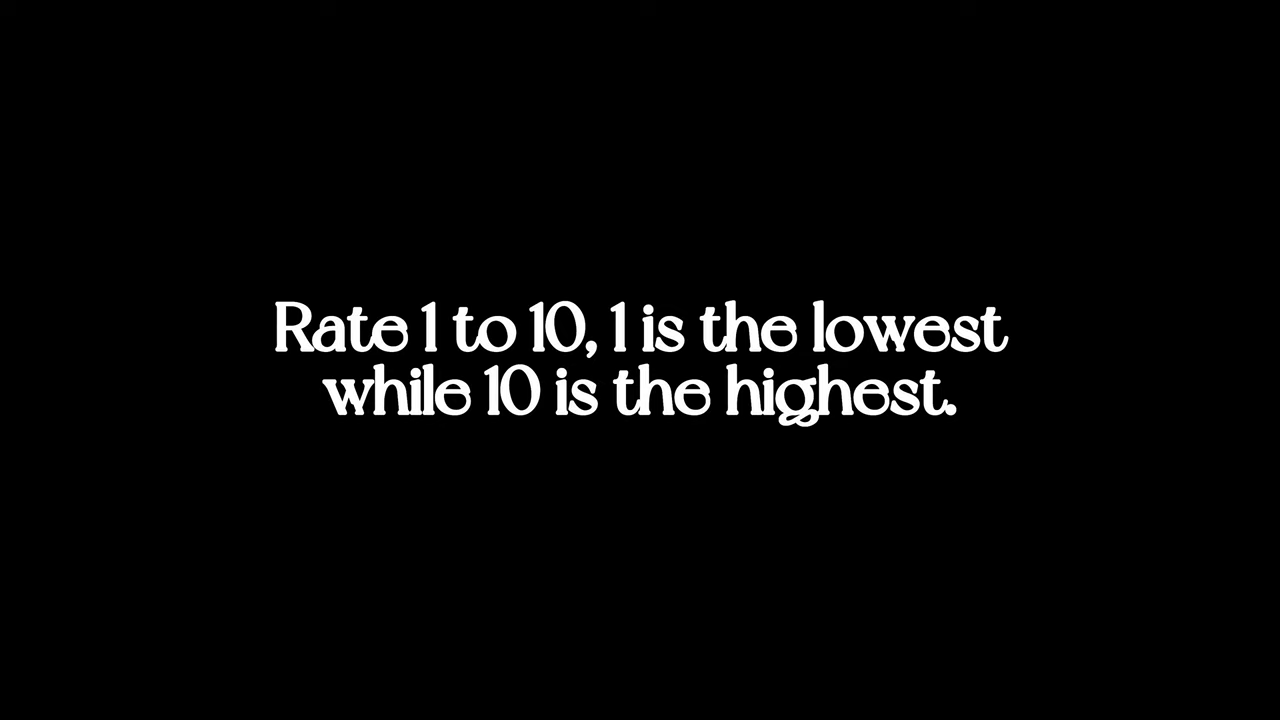 Rate 1 to 10, 1 is the lowest
while 10 is the highest.